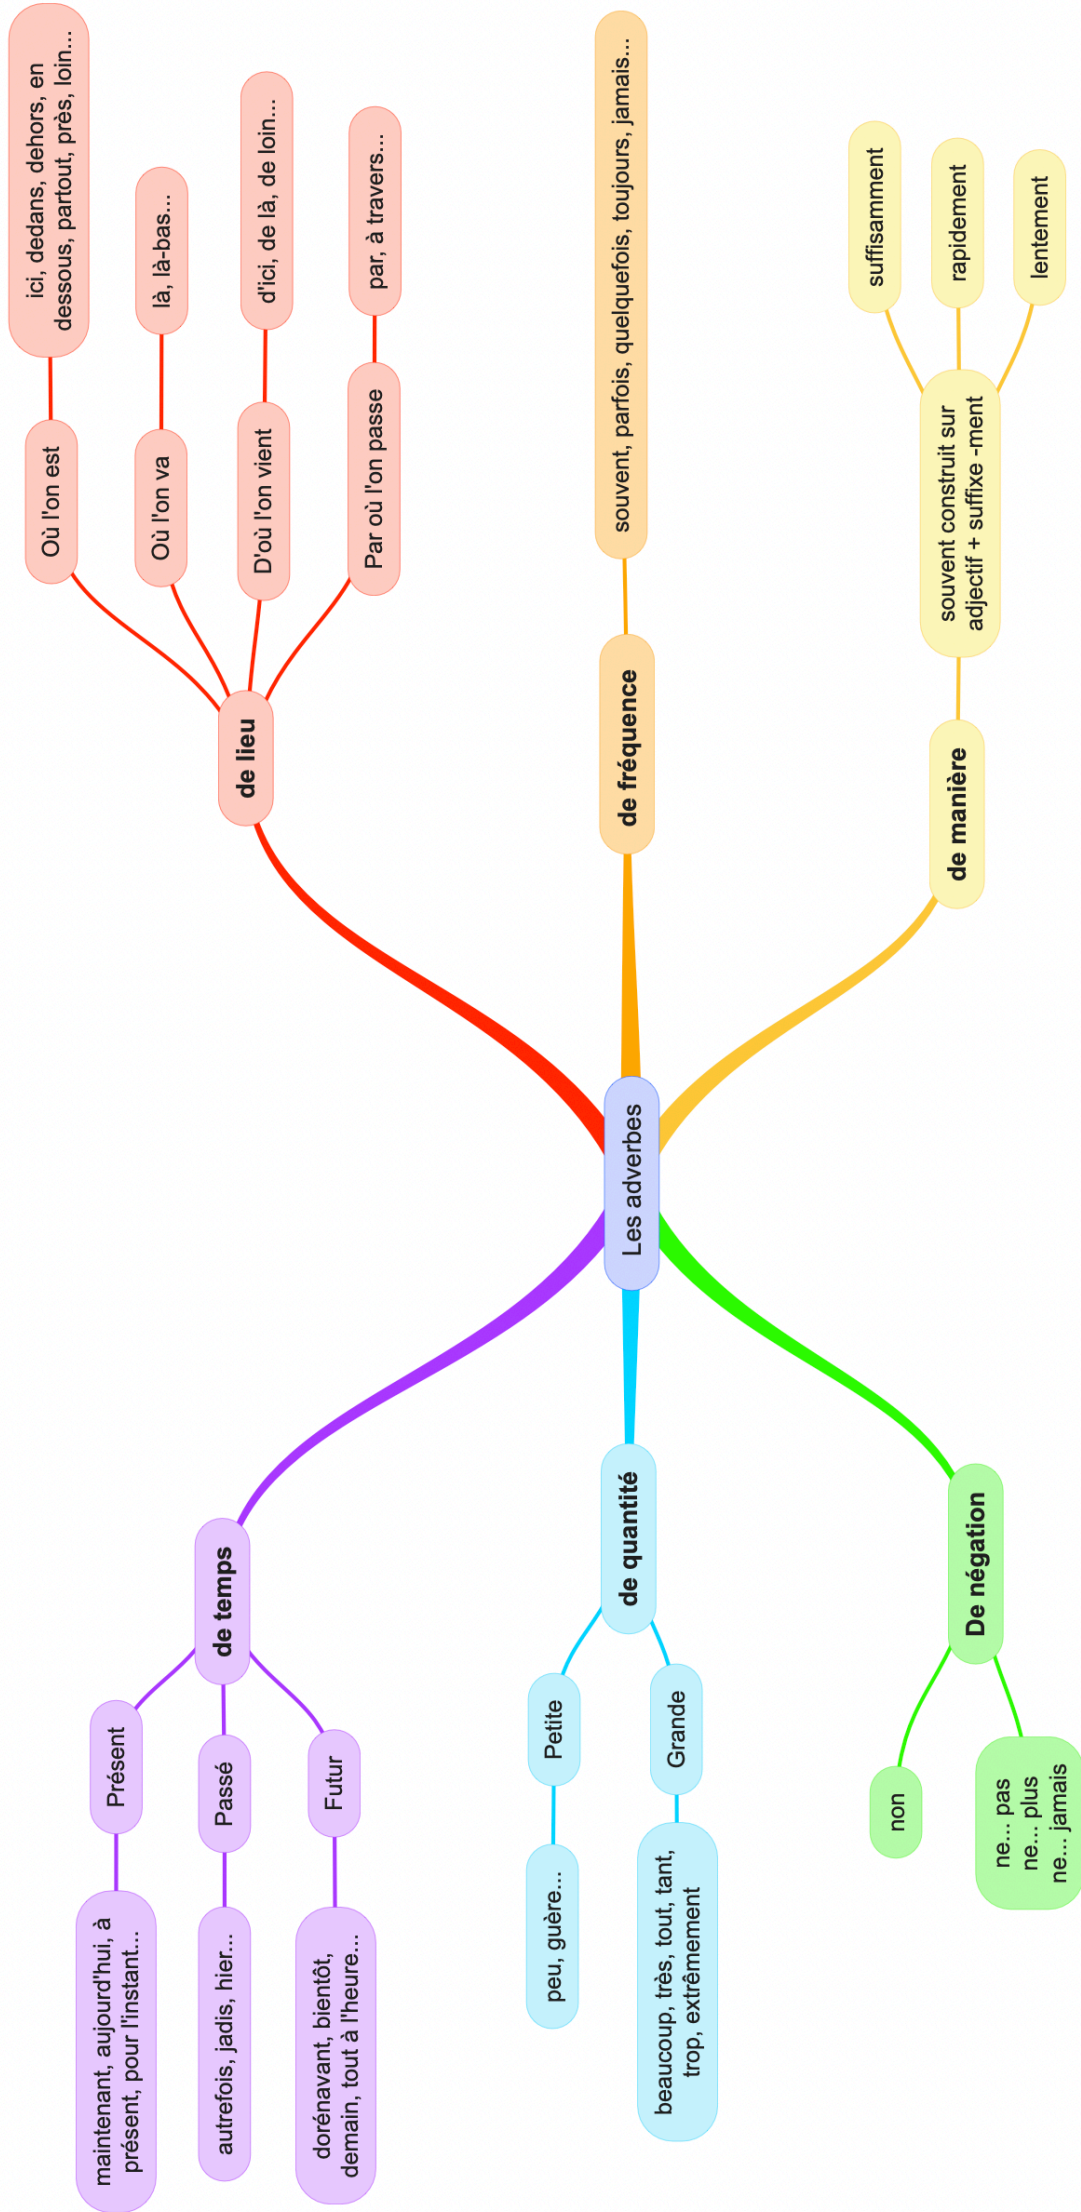 Les adverbes
de lieu
Où l'on est
ici, dedans, dehors, en
dessous, partout, près, loin...
Où l'on va
là, là-bas...
D'où l'on vient
d'ici, de là, de loin...
Par où l'on passe
par, à travers...
de fréquence
souvent, parfois, quelquefois, toujours, jamais...
de manière
souvent construit sur
adjectif + suffixe -ment
suffisamment
rapidement
lentement
de temps
Présent
maintenant, aujourd'hui, à
présent, pour l'instant...
Passé
autrefois, jadis, hier...
Futur
dorénavant, bientôt,
demain, tout à l'heure...
de quantité
Petite
peu, guère...
Grande
beaucoup, très, tout, tant,
trop, extrêmement
De négation
non
ne... pas
ne... plus
ne... jamais